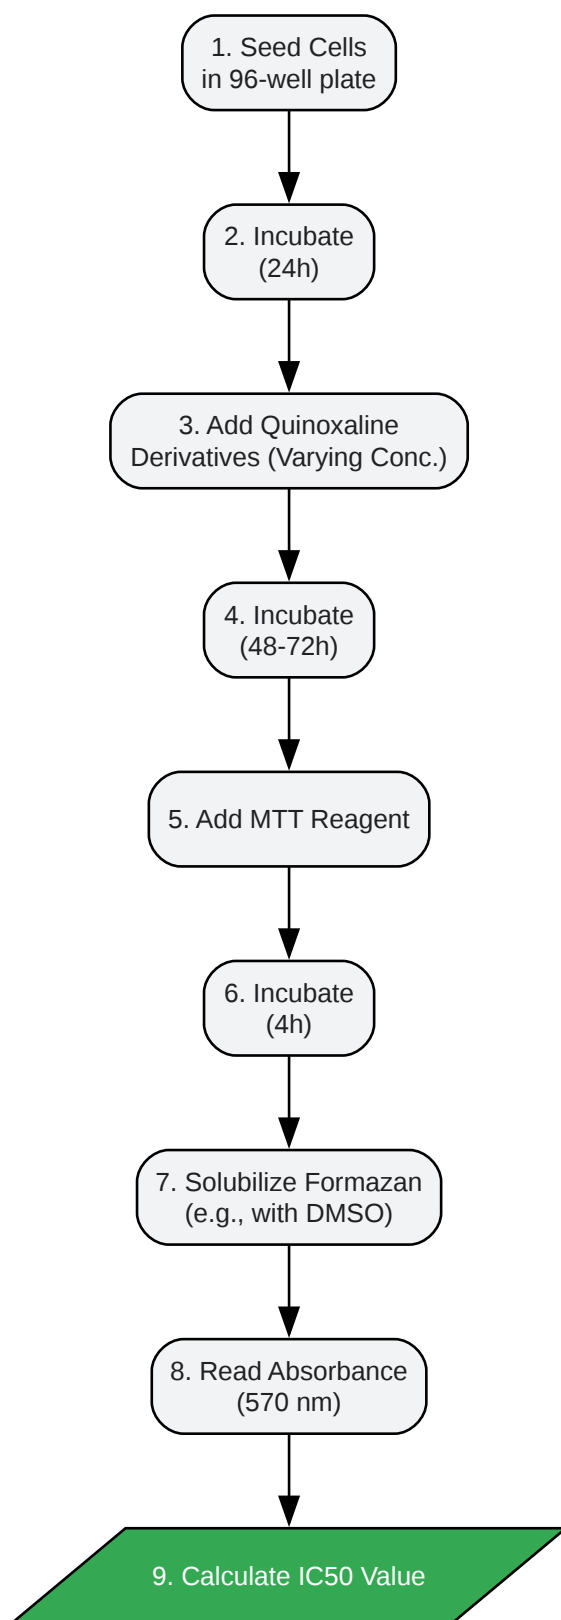 1. Seed Cells
in 96-well plate
2. Incubate
(24h)
3. Add Quinoxaline
Derivatives (Varying Conc.)
4. Incubate
(48-72h)
5. Add MTT Reagent
6. Incubate
(4h)
7. Solubilize Formazan
(e.g., with DMSO)
8. Read Absorbance
(570 nm)
9. Calculate IC50 Value